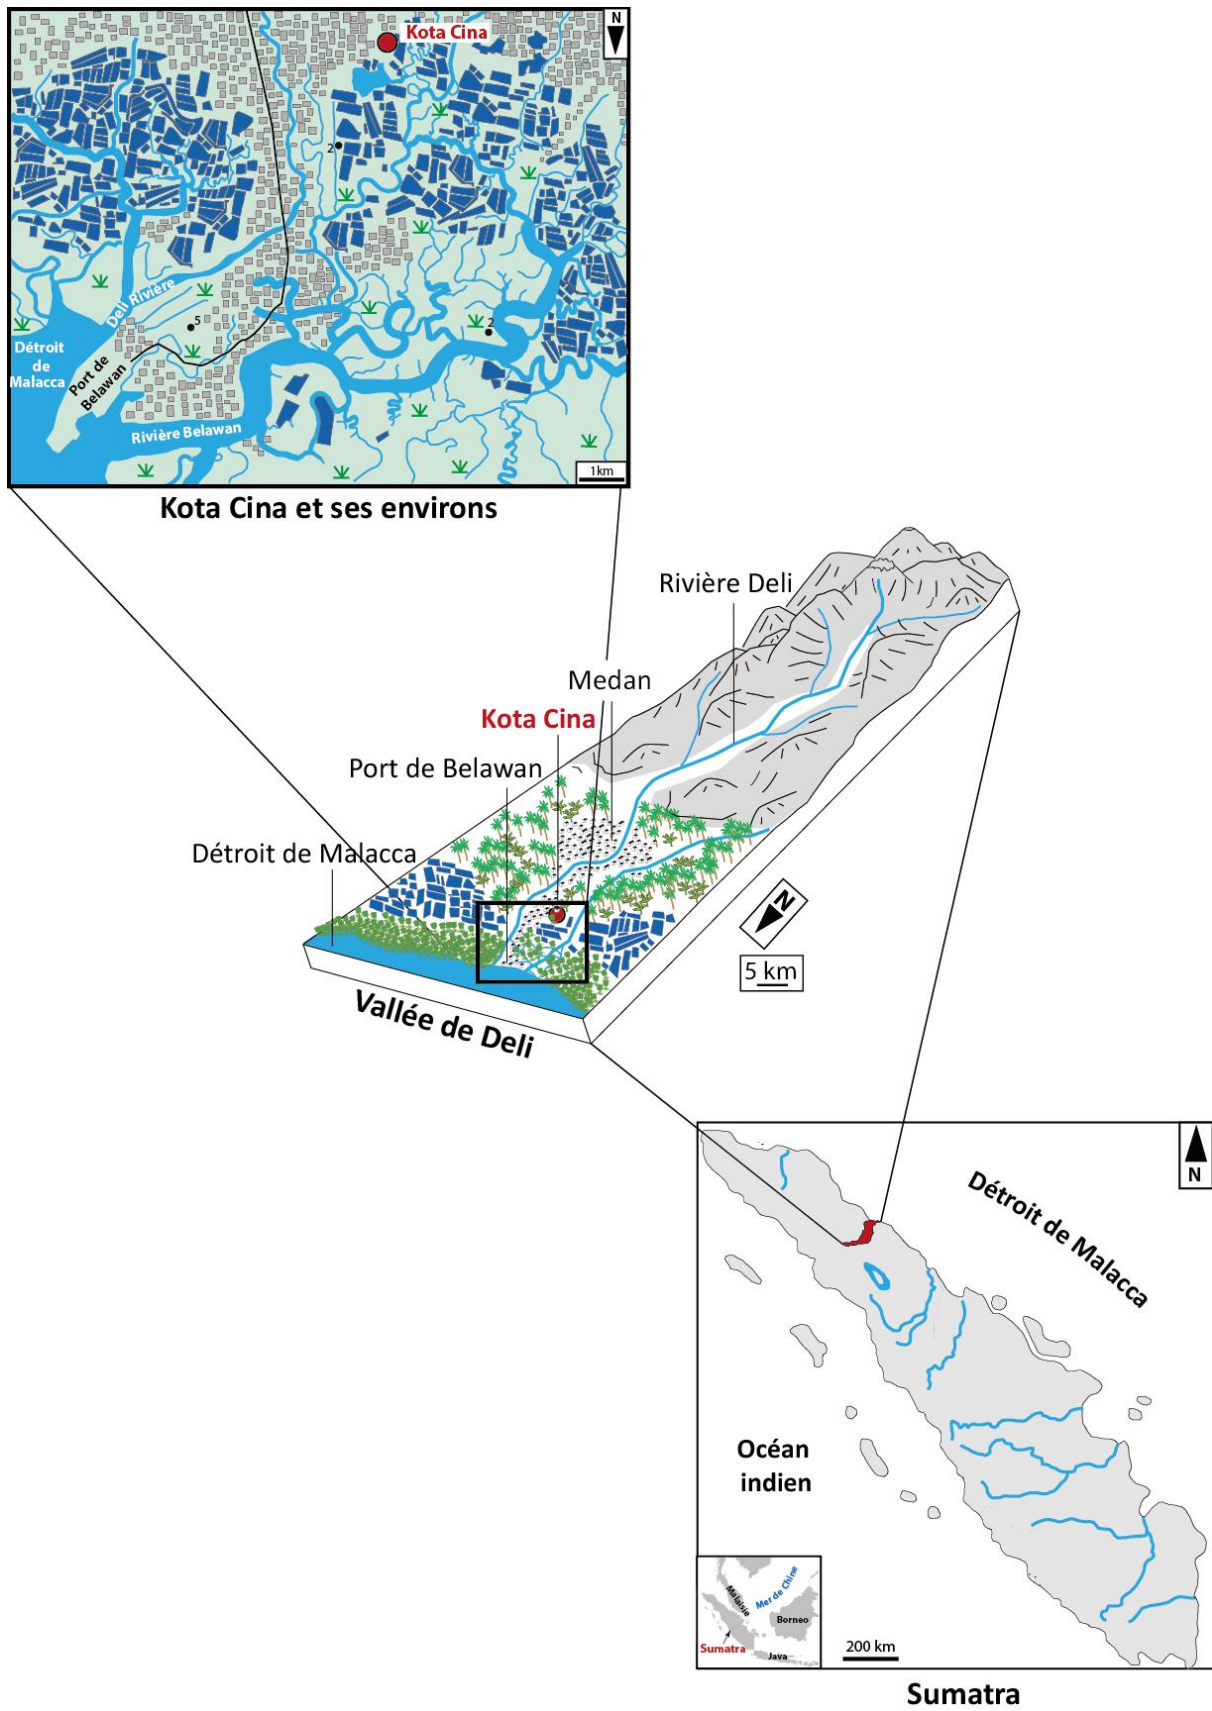 N
Kota Cina
2
2
5
Deli Rivière
Détroit
de
Malacca
Port de
Belawan
Rivière Belawan
1km
Kota Cina et ses environs
Rivière Deli
Medan
Kota Cina
Port de Belawan
Détroit de Malacca
N
5 km
Vallée de Deli
N
Détroit de Malacca
Océan
indien
Malaisie
Mer de Chine
Borneo
Sumatra
Java
200 km
Sumatra